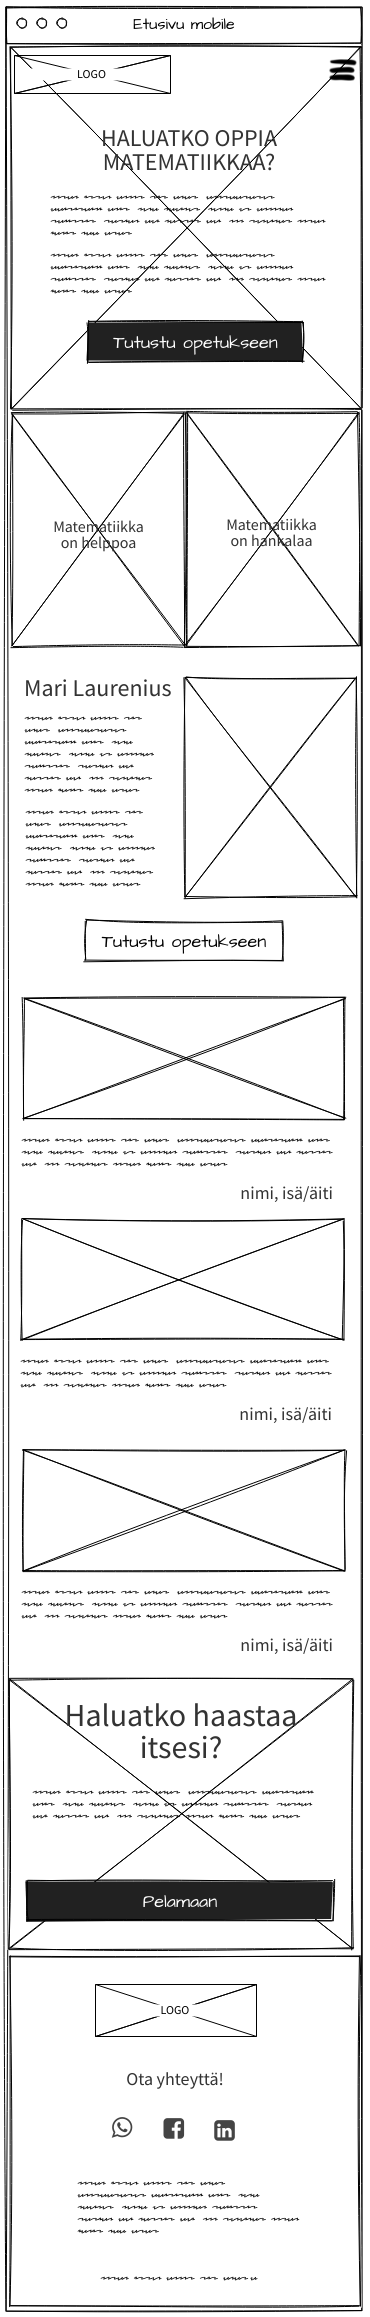 Etusivu mobile
LOGO
HALUATKO OPPIA
MATEMATIIKKAA?
Tutustu opetukseen
Matematiikka
on helppoa
Matematiikka
on hankalaa
Mari Laurenius
Tutustu opetukseen
nimi, isä/äiti
nimi, isä/äiti
nimi, isä/äiti
Haluatko haastaa
itsesi?
Pelamaan
LOGO
Ota yhteyttä!